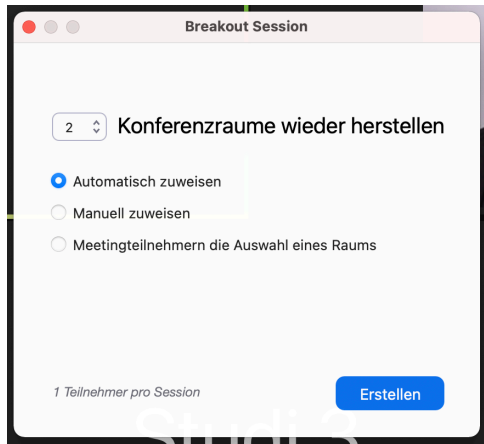 Breakout Session
2 Konferenzraume wieder herstellen
Automatisch zuweisen
Manuell zuweisen
Meetingteilnehmern die Auswahl eines Raums
1 Teilnehmer pro Session
Erstellen
Studi 3